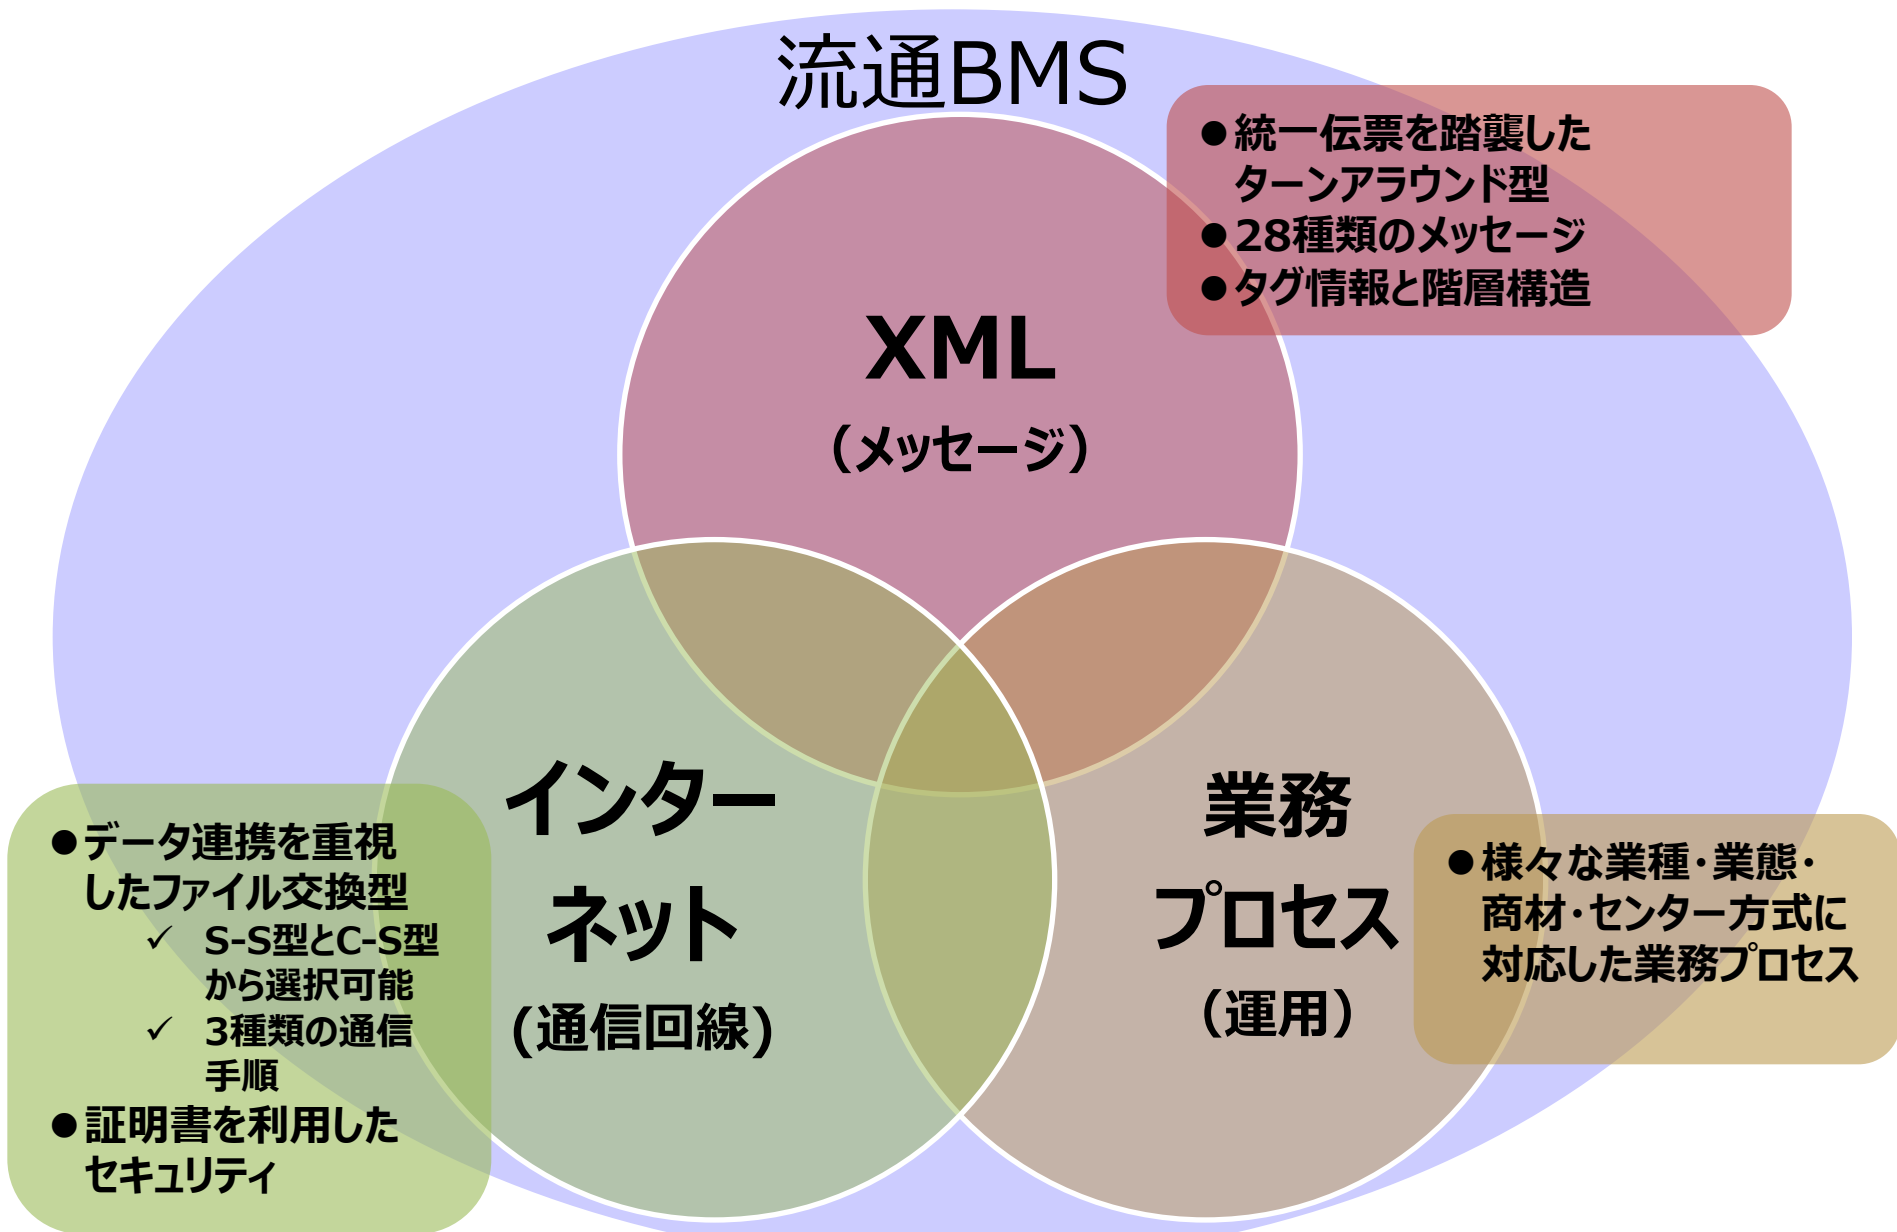 流通BMS
●統一伝票を踏襲した
ターンアラウンド型
●28種類のメッセージ
●タグ情報と階層構造
XML
（メッセージ）
インター
ネット
(通信回線)
業務
プロセス
（運用）
●データ連携を重視
したファイル交換型
✓ S-S型とC-S型
から選択可能
✓ 3種類の通信
手順
●証明書を利用した
セキュリティ
●様々な業種・業態・
商材・センター方式に
対応した業務プロセス